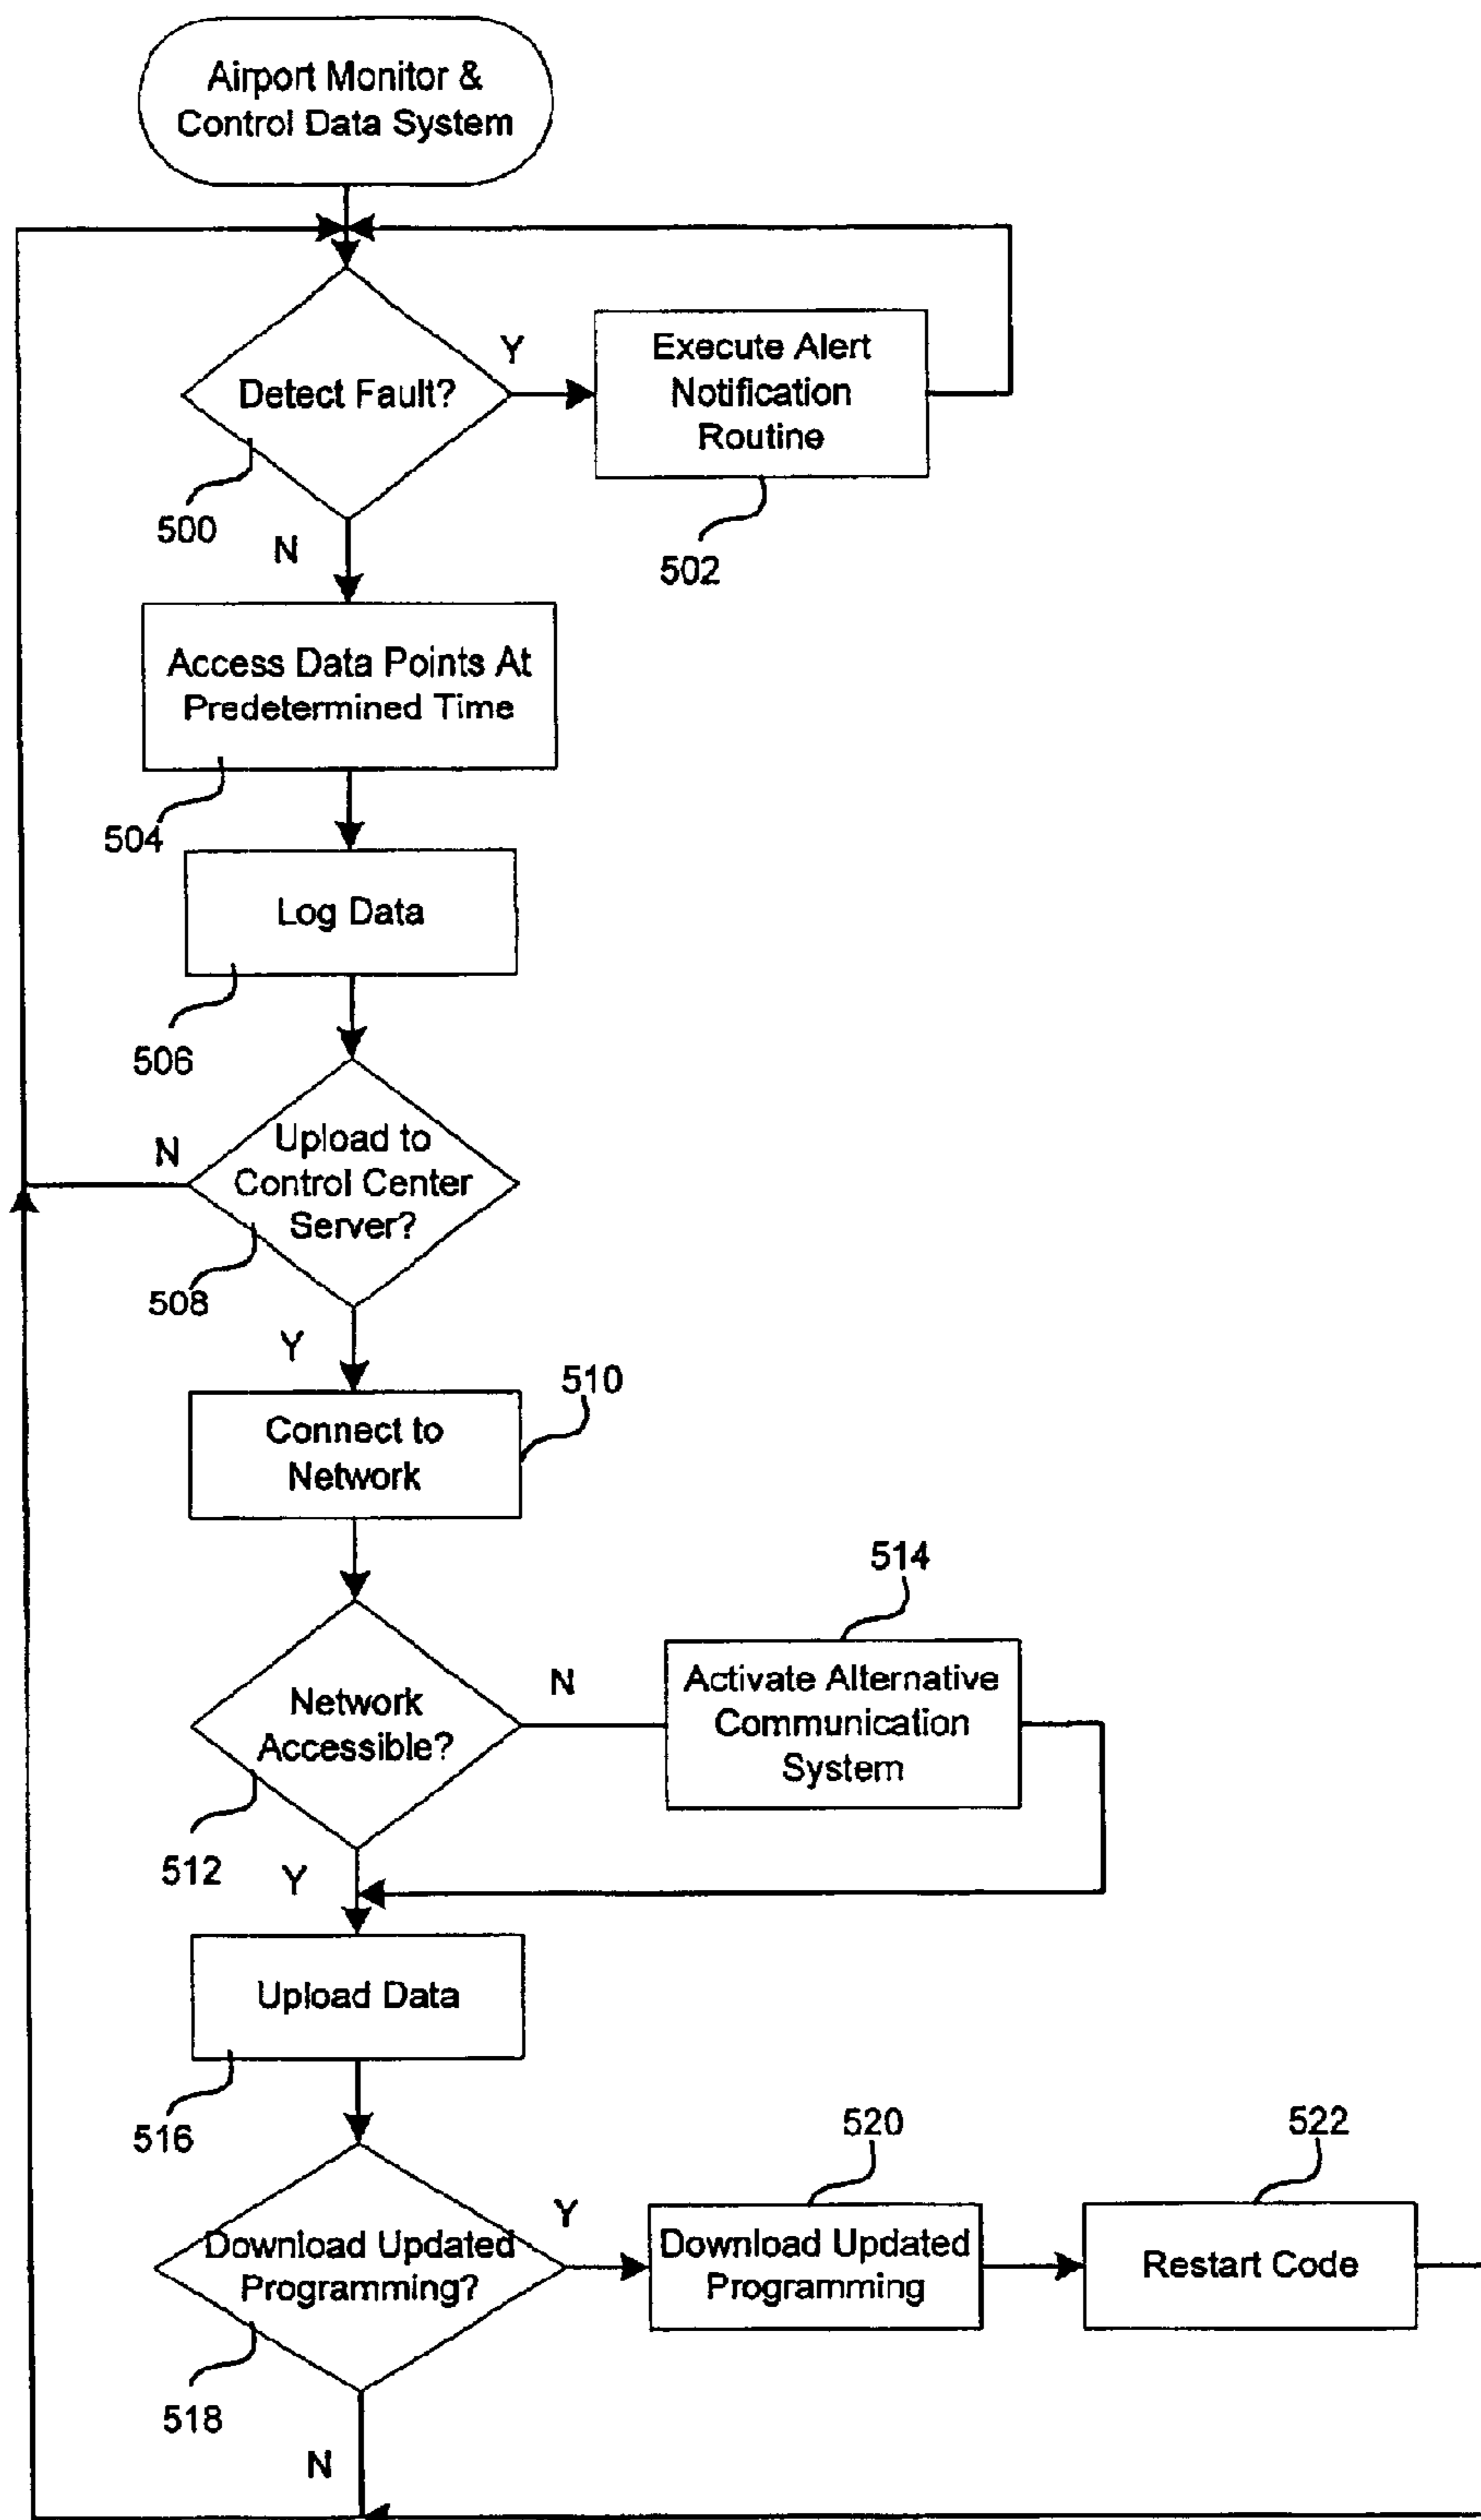 Airport Monitor &
Control Data System
Detect Fault?
Y
Execute Alert
Notification
Routine
500
N
502
Access Data Points At
Predetermined Time
504
Log Data
506
N
Upload to
Control Center
Server?
508
Y
510
Connect to
Network
514
Network
Accessible?
N
Activate Alternative
Communication
System
512
Y
Upload Data
516
520
522
Download Updated
Programming?
Y
Download Updated
Programming
Restart Code
518
N